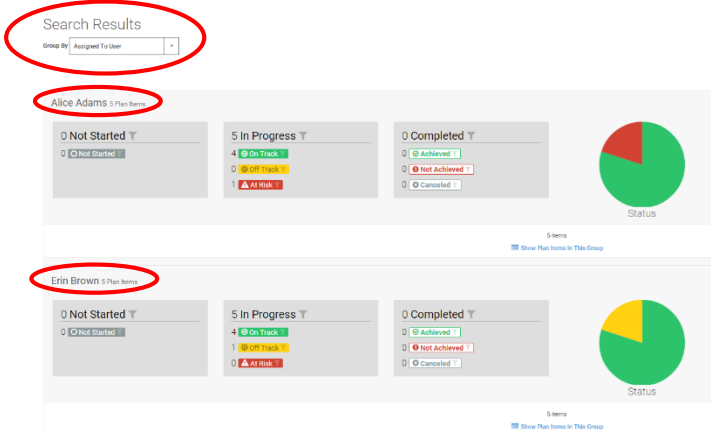 Search Results
Group By Assigned To User
Alice Adams 5 Plan Items
0 Not Started 5 In Progress 0 Completed
0 Not Started 4 On Track 0 Achieved
0 Off Track 0 Not Achieved
1 At Risk 0 Canceled
Status
5 items
Show Plan Items In This Group
Erin Brown 5 Plan Items
0 Not Started 5 In Progress 0 Completed
0 Not Started 4 On Track 0 Achieved
1 Off Track 0 Not Achieved
0 At Risk 0 Canceled
Status
5 items
Show Plan Items In This Group